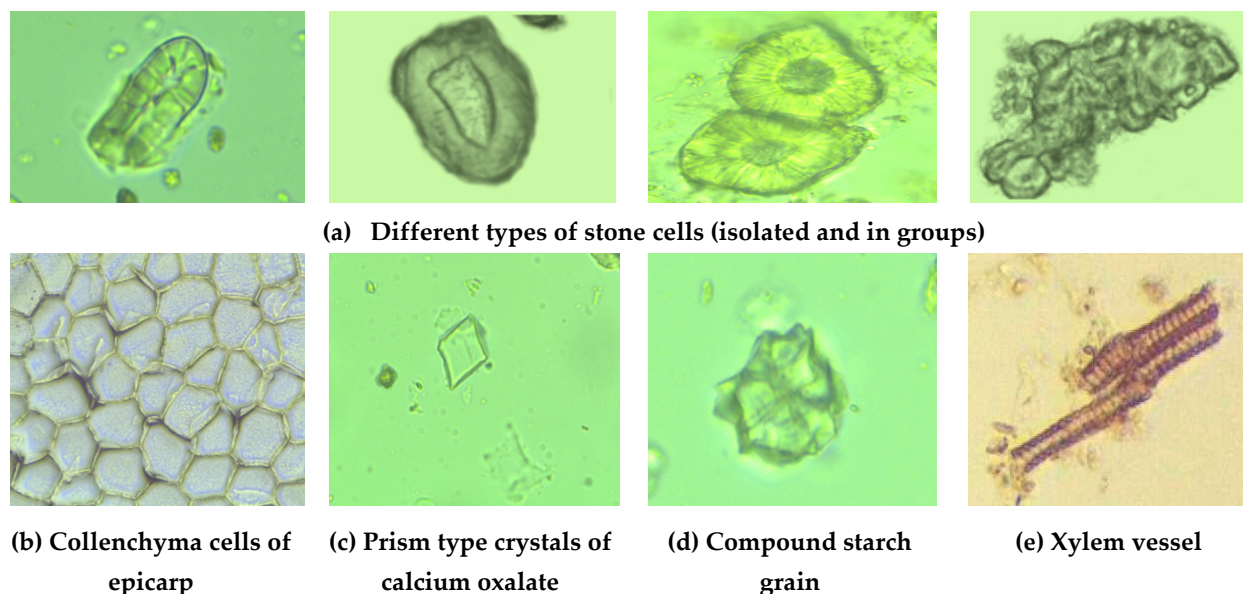 (a) Different types of stone cells (isolated and in groups)
(b) Collenchyma cells of
epicarp
(c) Prism type crystals of
calcium oxalate
(d) Compound starch
grain
(e) Xylem vessel